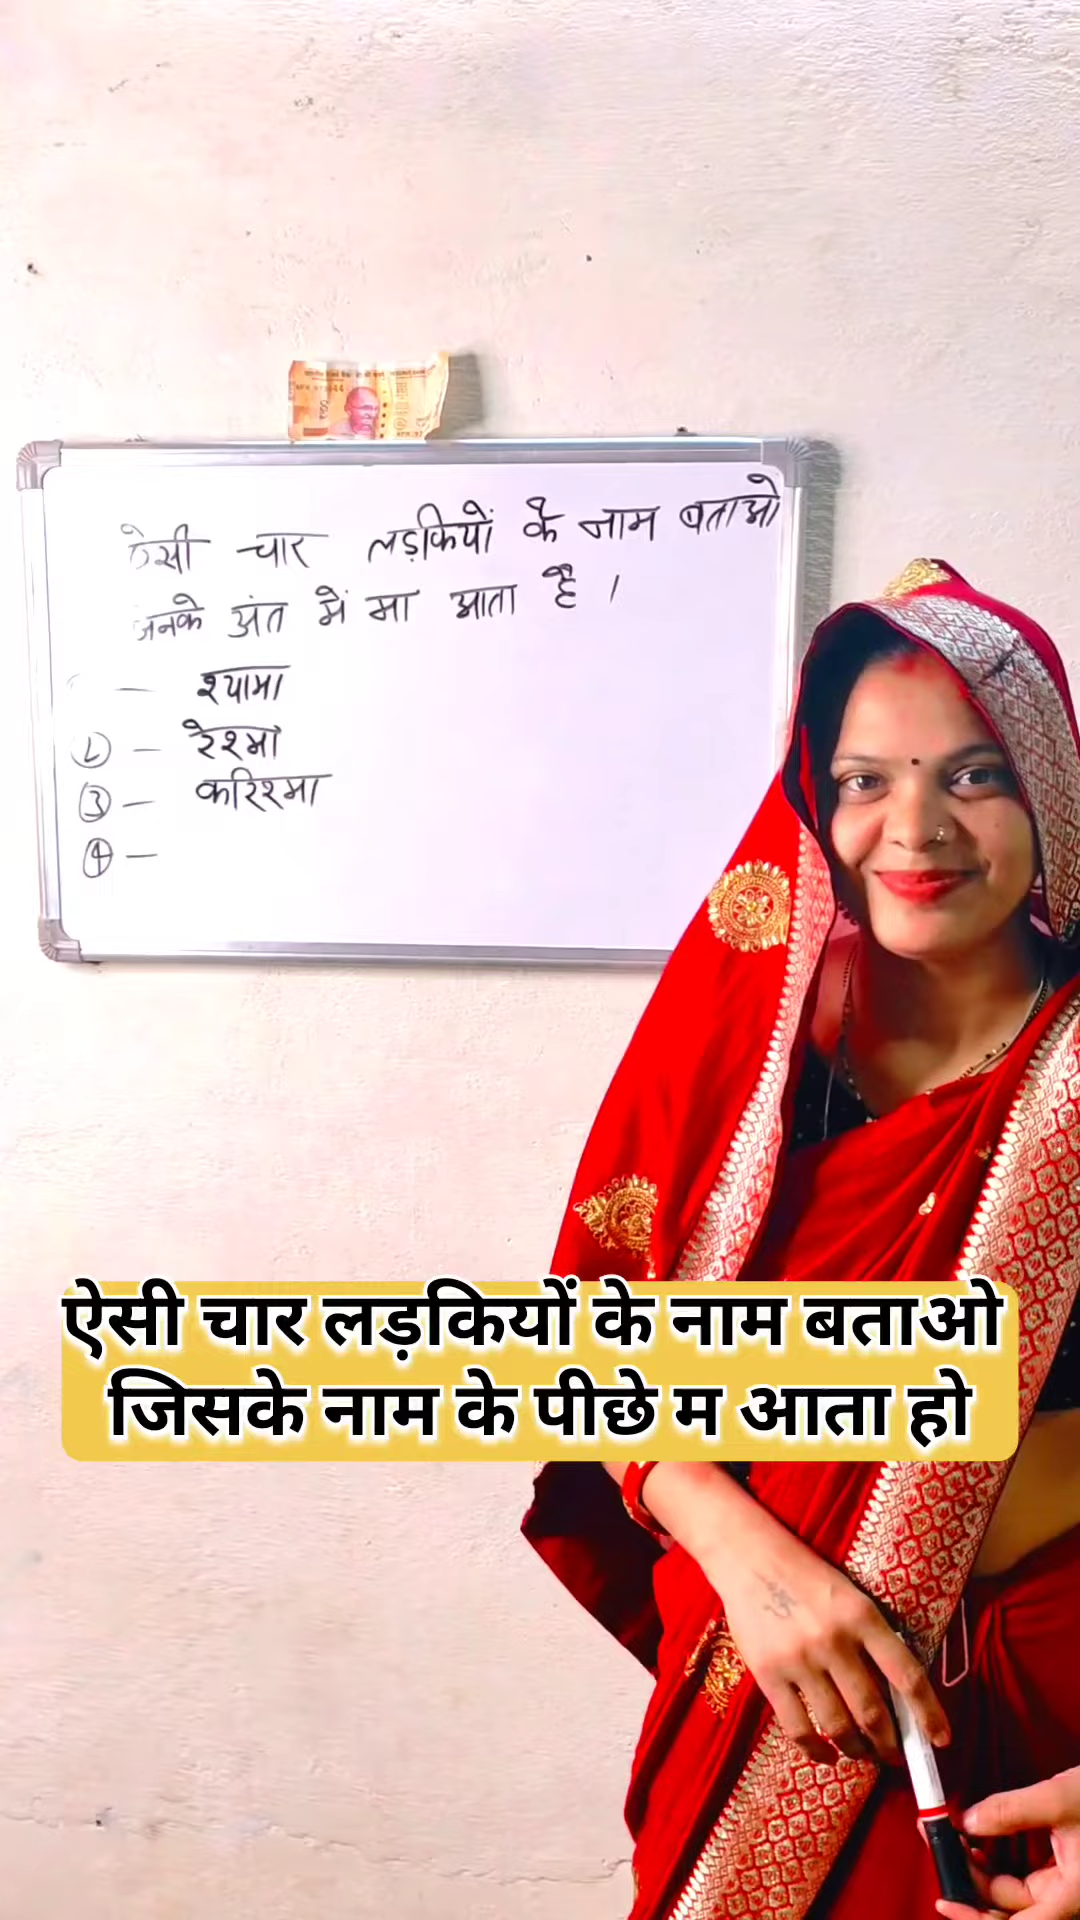 ऐसी चार लड़कियों के नाम बताओ
जिनके अंत में मा आता है ।
— श्यामा
② — रेश्मा
③ — करिश्मा
④ —
ऐसी चार लड़कियों के नाम बताओ
जिसके नाम के पीछे म आता हो